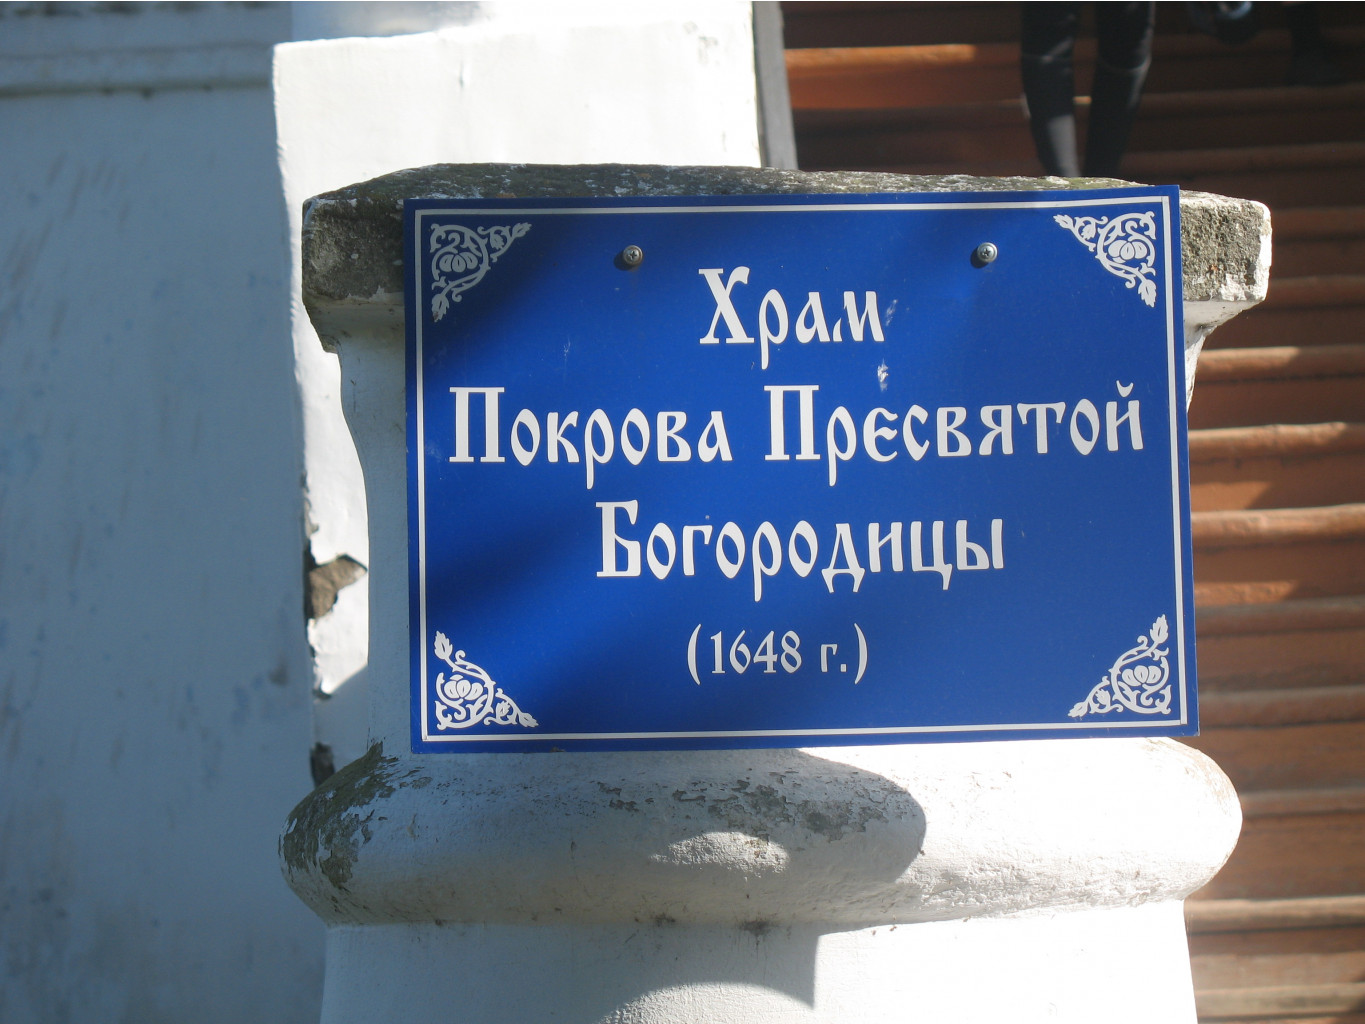 Храм
Покрова Пресвятой
Богородицы
(1648 г.)